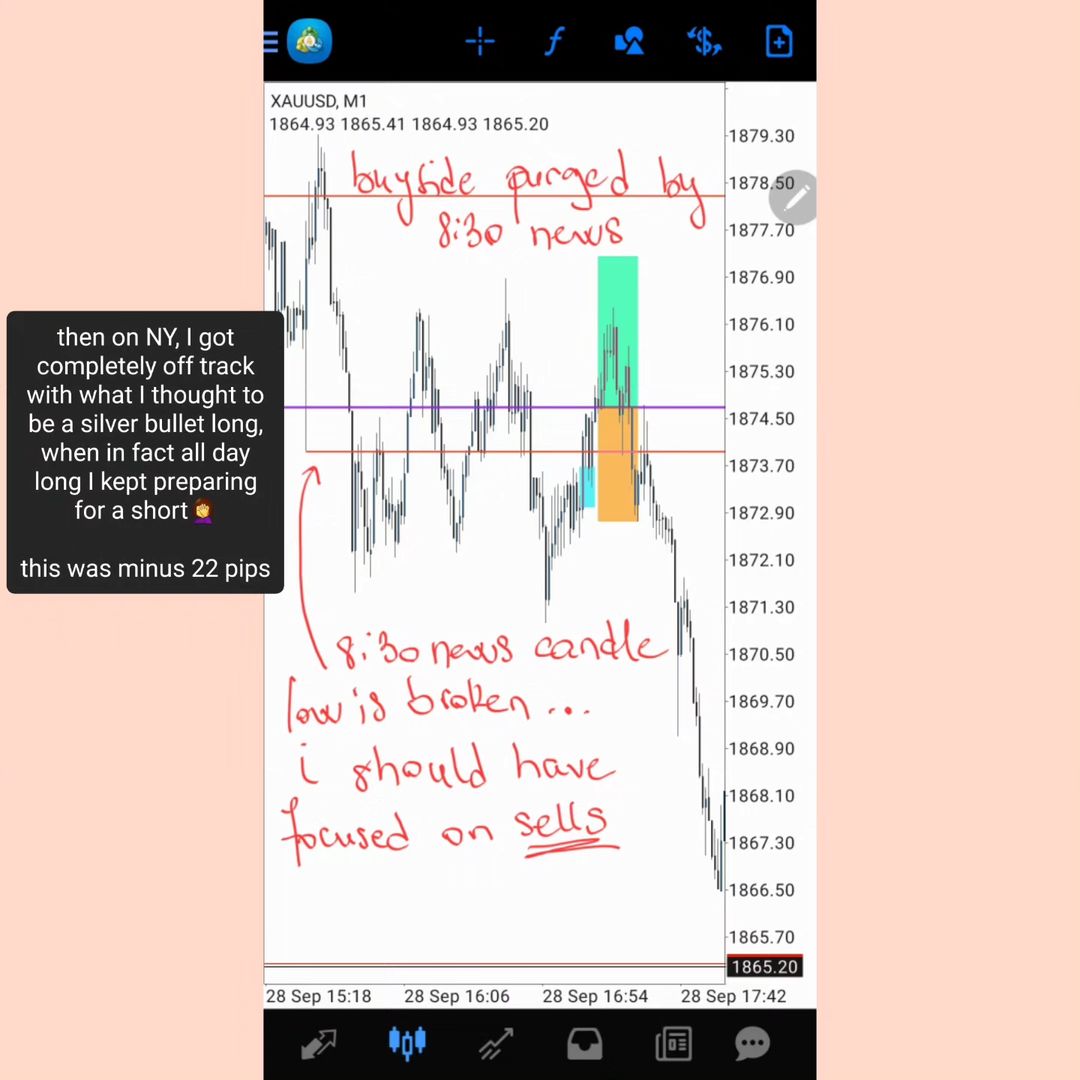 XAUUSD, M1
1864.93 1865.41 1864.93 1865.20
buyside purged by
8:30 news
then on NY, I got
completely off track
with what I thought to
be a silver bullet long,
when in fact all day
long I kept preparing
for a short🤦‍♀️
this was minus 22 pips
8:30 news candle
low is broken...
i should have
focused on sells
1879.30
1878.50
1877.70
1876.90
1876.10
1875.30
1874.50
1873.70
1872.90
1872.10
1871.30
1870.50
1869.70
1868.90
1868.10
1867.30
1866.50
1865.70
1865.20
28 Sep 15:18 28 Sep 16:06 28 Sep 16:54 28 Sep 17:42